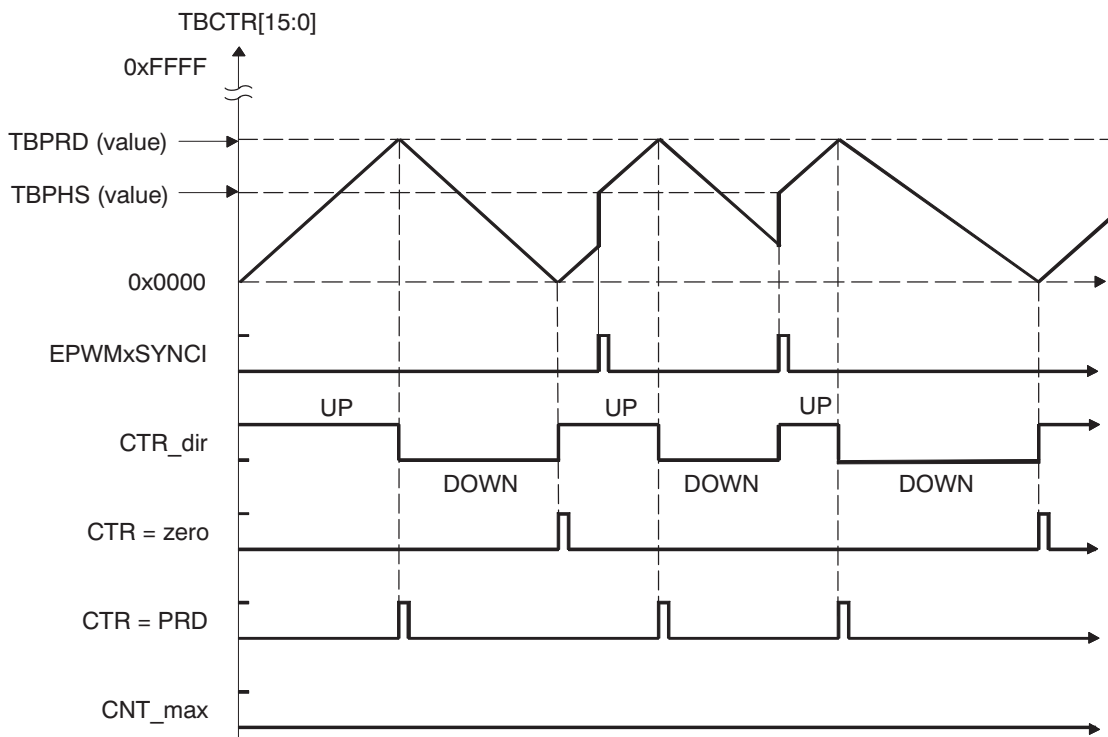 TBCTR[15:0]
0xFFFF
TBPRD (value)
TBPHS (value)
0x0000
EPWMxSYNCI
UP
UP
UP
CTR_dir
DOWN
DOWN
DOWN
CTR = zero
CTR = PRD
CNT_max